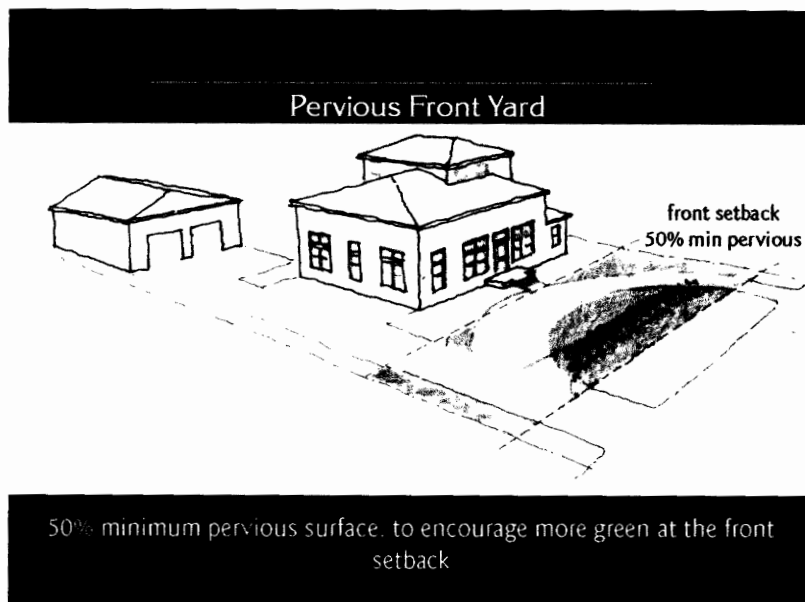 Pervious Front Yard
front setback
50% min pervious
50% minimum pervious surface. to encourage more green at the front
setback